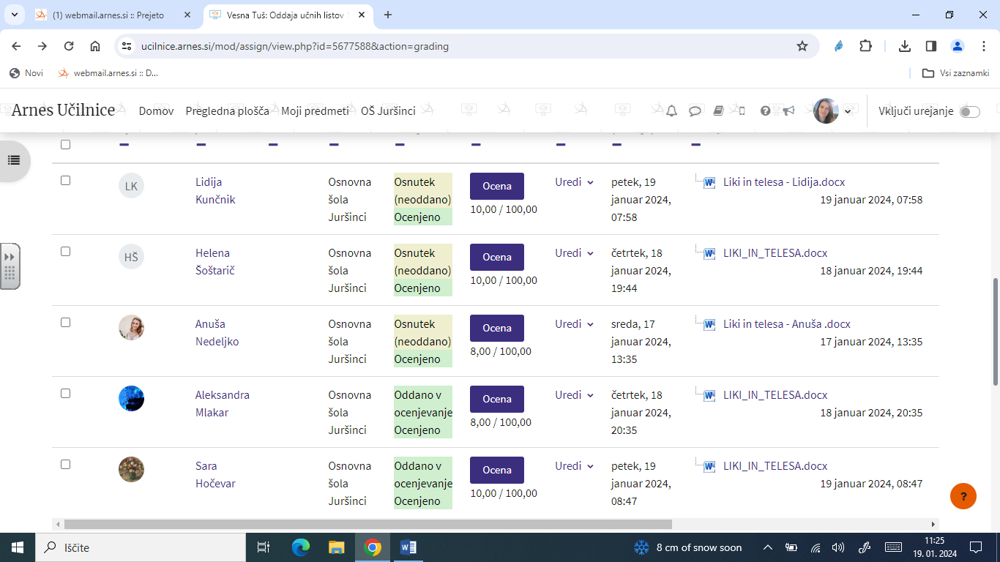 (1) webmail.arnes.si :: Prejeto
Vesna Tuš: Oddaja učnih listov
ucilnice.arnes.si/mod/assign/view.php?id=5677588&action=grading
Novi
webmail.arnes.si :: D...
Vsi zaznamki
Arnes Učilnice
Domov
Pregledna plošča
Moji predmeti
OŠ Juršinci
Vključi urejanje
LK
Lidija
Kunčnik
Osnovna
šola
Juršinci
Osnutek
(neoddano)
Ocenjeno
Ocena
10,00 / 100,00
Uredi
petek, 19
januar 2024,
07:58
Liki in telesa - Lidija.docx
19 januar 2024, 07:58
HŠ
Helena
Šoštarič
Osnovna
šola
Juršinci
Osnutek
(neoddano)
Ocenjeno
Ocena
10,00 / 100,00
Uredi
četrtek, 18
januar 2024,
19:44
LIKI_IN_TELESA.docx
18 januar 2024, 19:44
Anuša
Nedeljko
Osnovna
šola
Juršinci
Osnutek
(neoddano)
Ocenjeno
Ocena
8,00 / 100,00
Uredi
sreda, 17
januar 2024,
13:35
Liki in telesa - Anuša .docx
17 januar 2024, 13:35
Aleksandra
Mlakar
Osnovna
šola
Juršinci
Oddano v
ocenjevanje
Ocenjeno
Ocena
8,00 / 100,00
Uredi
četrtek, 18
januar 2024,
20:35
LIKI_IN_TELESA.docx
18 januar 2024, 20:35
Sara
Hočevar
Osnovna
šola
Juršinci
Oddano v
ocenjevanje
Ocenjeno
Ocena
10,00 / 100,00
Uredi
petek, 19
januar 2024,
08:47
LIKI_IN_TELESA.docx
19 januar 2024, 08:47
?
Iščite
8 cm of snow soon
11:25
19. 01. 2024